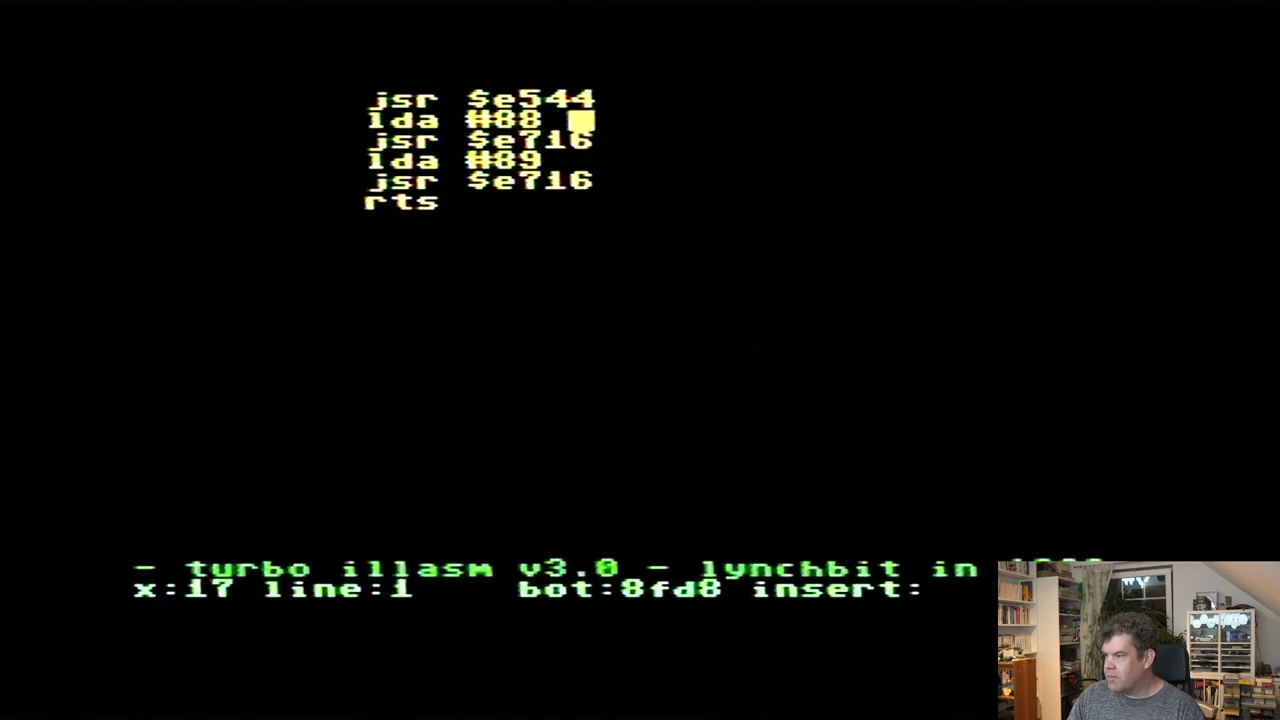 jsr $e544
lda #88
jsr $e716
lda #89
jsr $e716
rts
- turbo illasm v3.0 - lynchbit in
x:17 line:1 bot:8fd8 insert: